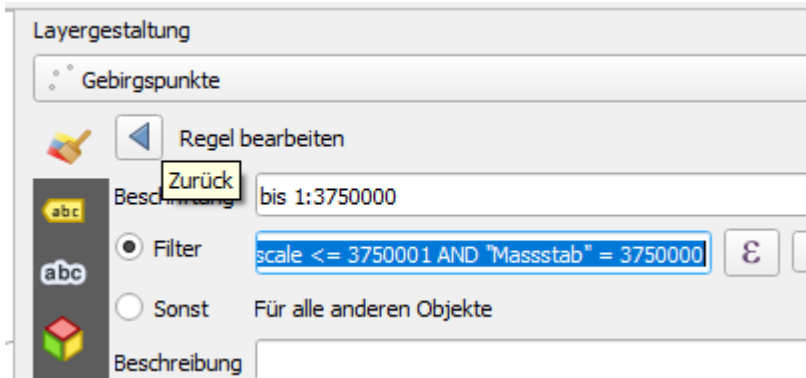 Layergestaltung
Gebirgspunkte
Regel bearbeiten
Zurück
bis 1:3750000
abc
Filter
scale <= 3750001 AND "Massstab" = 3750000
ε
abc
Sonst
Für alle anderen Objekte
Beschreibung